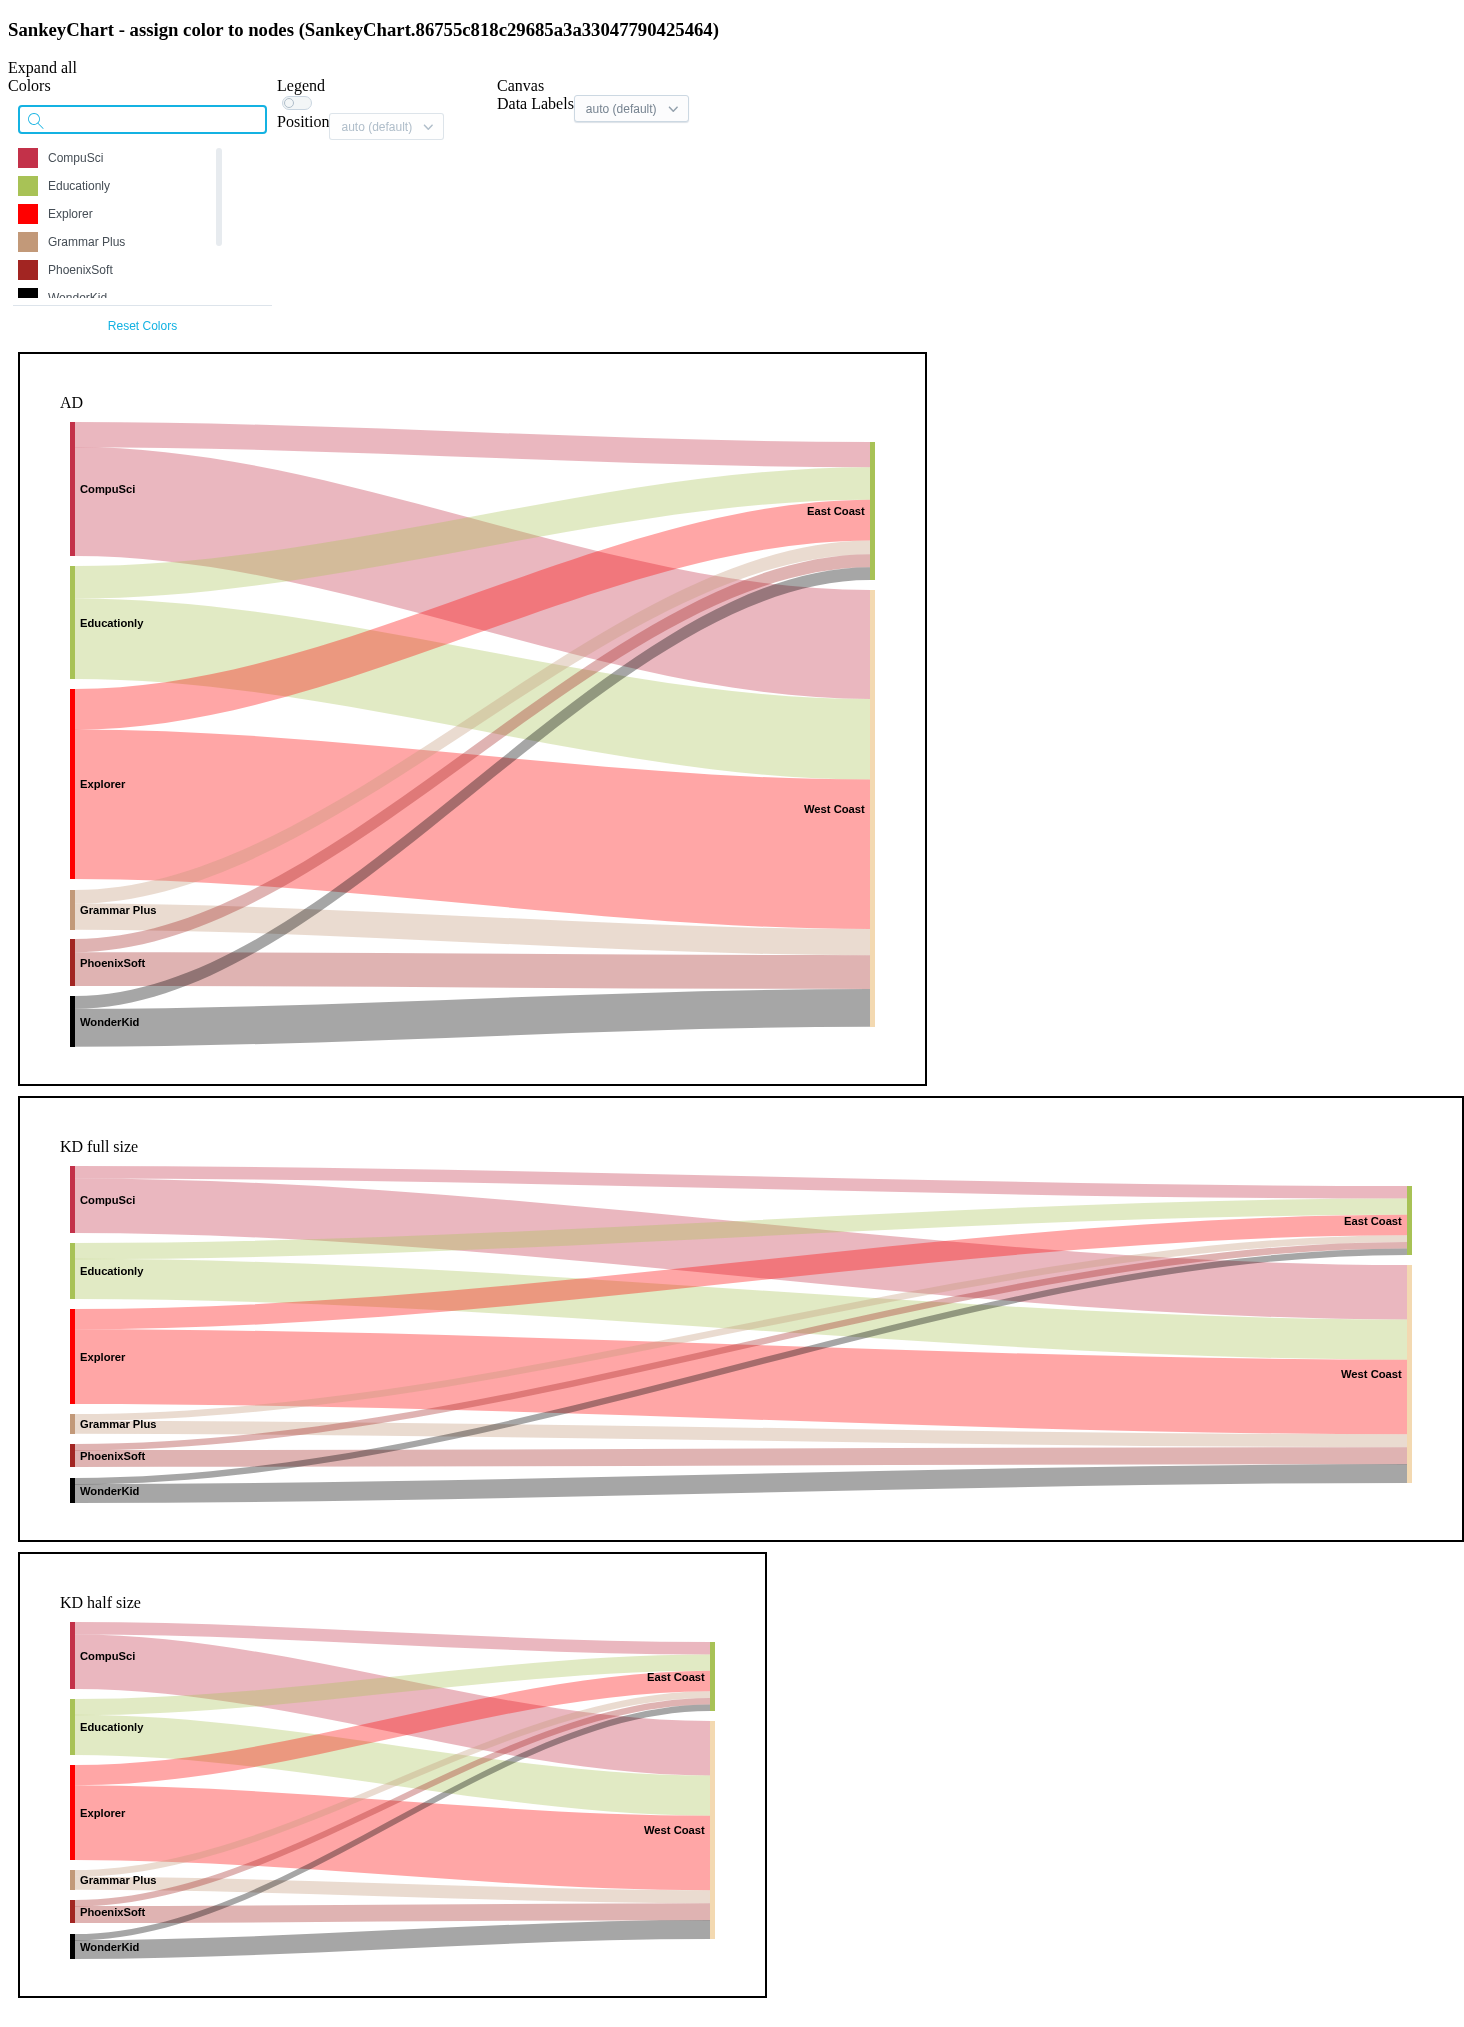 SankeyChart - assign color to nodes (SankeyChart.86755c818c29685a3a33047790425464)
Expand all
Colors
Legend
Canvas
Data Labels auto (default)
Position auto (default)
CompuSci
Educationly
Explorer
Grammar Plus
PhoenixSoft
WonderKid
Reset Colors
AD
CompuSci
East Coast
Educationly
Explorer
West Coast
Grammar Plus
PhoenixSoft
WonderKid
KD full size
CompuSci
East Coast
Educationly
Explorer
West Coast
Grammar Plus
PhoenixSoft
WonderKid
KD half size
CompuSci
East Coast
Educationly
Explorer
West Coast
Grammar Plus
PhoenixSoft
WonderKid